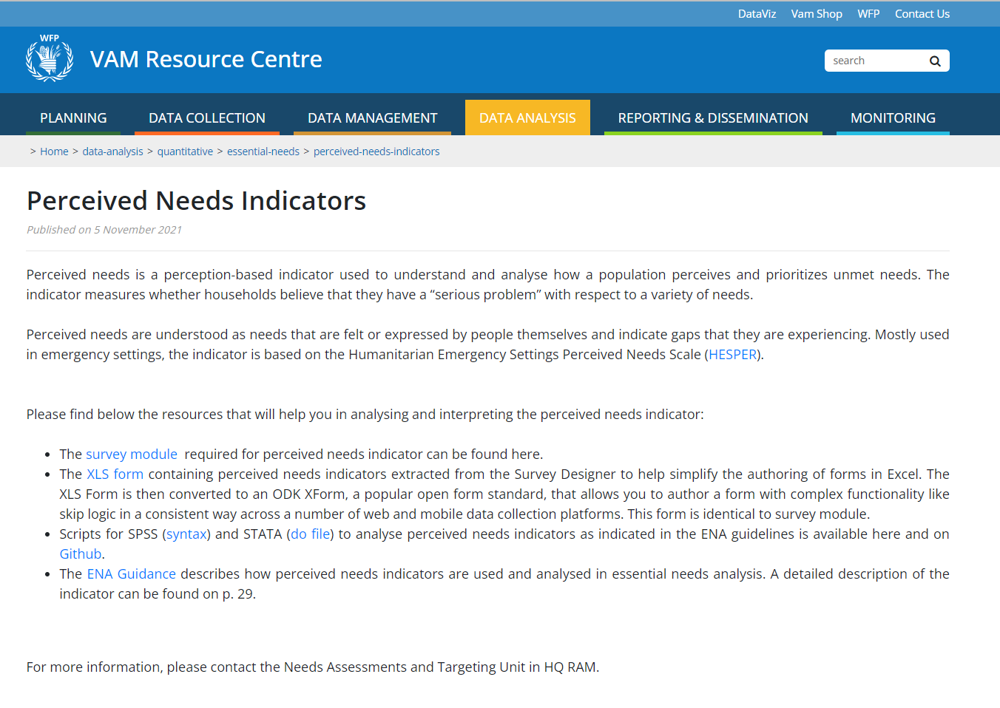 DataViz Vam Shop WFP Contact Us
WFP
VAM Resource Centre
search
PLANNING DATA COLLECTION DATA MANAGEMENT DATA ANALYSIS REPORTING & DISSEMINATION MONITORING
> Home > data-analysis > quantitative > essential-needs > perceived-needs-indicators
Perceived Needs Indicators
Published on 5 November 2021
Perceived needs is a perception-based indicator used to understand and analyse how a population perceives and prioritizes unmet needs. The
indicator measures whether households believe that they have a “serious problem” with respect to a variety of needs.
Perceived needs are understood as needs that are felt or expressed by people themselves and indicate gaps that they are experiencing. Mostly used
in emergency settings, the indicator is based on the Humanitarian Emergency Settings Perceived Needs Scale (HESPER).
Please find below the resources that will help you in analysing and interpreting the perceived needs indicator:
• The survey module required for perceived needs indicator can be found here.
• The XLS form containing perceived needs indicators extracted from the Survey Designer to help simplify the authoring of forms in Excel. The
XLS Form is then converted to an ODK XForm, a popular open form standard, that allows you to author a form with complex functionality like
skip logic in a consistent way across a number of web and mobile data collection platforms. This form is identical to survey module.
• Scripts for SPSS (syntax) and STATA (do file) to analyse perceived needs indicators as indicated in the ENA guidelines is available here and on
Github.
• The ENA Guidance describes how perceived needs indicators are used and analysed in essential needs analysis. A detailed description of the
indicator can be found on p. 29.
For more information, please contact the Needs Assessments and Targeting Unit in HQ RAM.